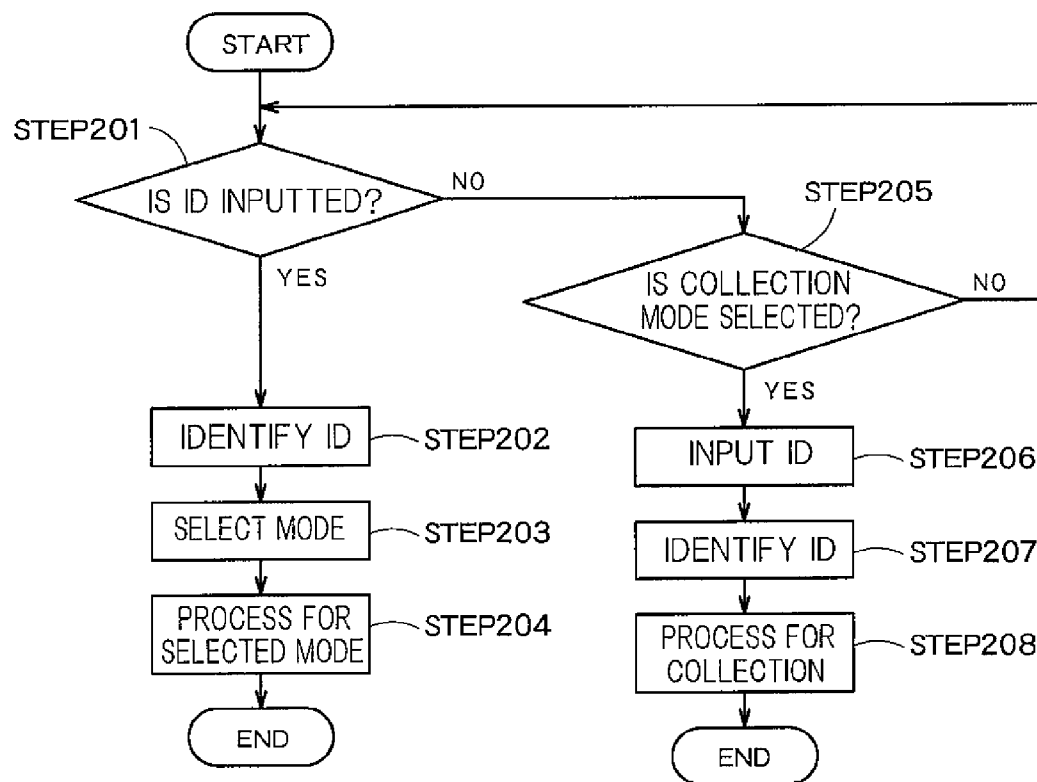 START
STEP201
IS ID INPUTTED?
NO
YES
STEP205
IS COLLECTION
MODE SELECTED?
NO
YES
IDENTIFY ID
STEP202
SELECT MODE
STEP203
PROCESS FOR
SELECTED MODE
STEP204
END
INPUT ID
STEP206
IDENTIFY ID
STEP207
PROCESS FOR
COLLECTION
STEP208
END